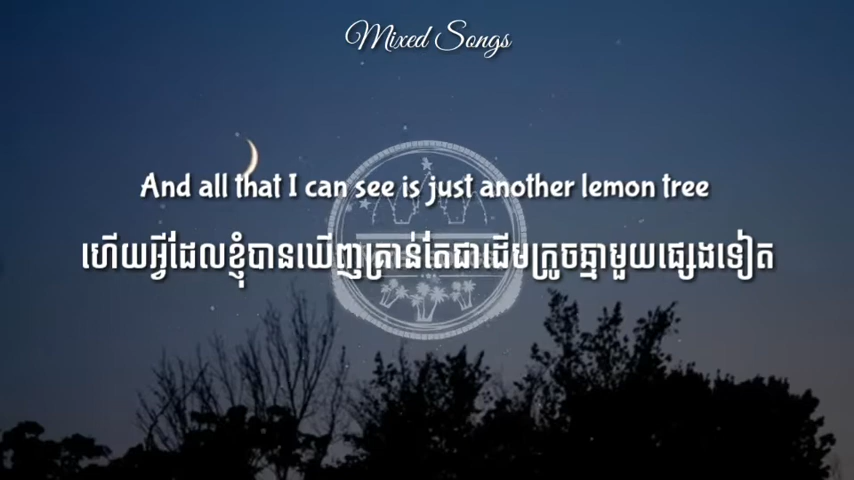 Mixed Songs
And all that I can see is just another lemon tree
ហើយអ្វីដែលខ្ញុំបានឃើញគ្រាន់តែជាដើមក្រូចឆ្មាមួយផ្សេងទៀត